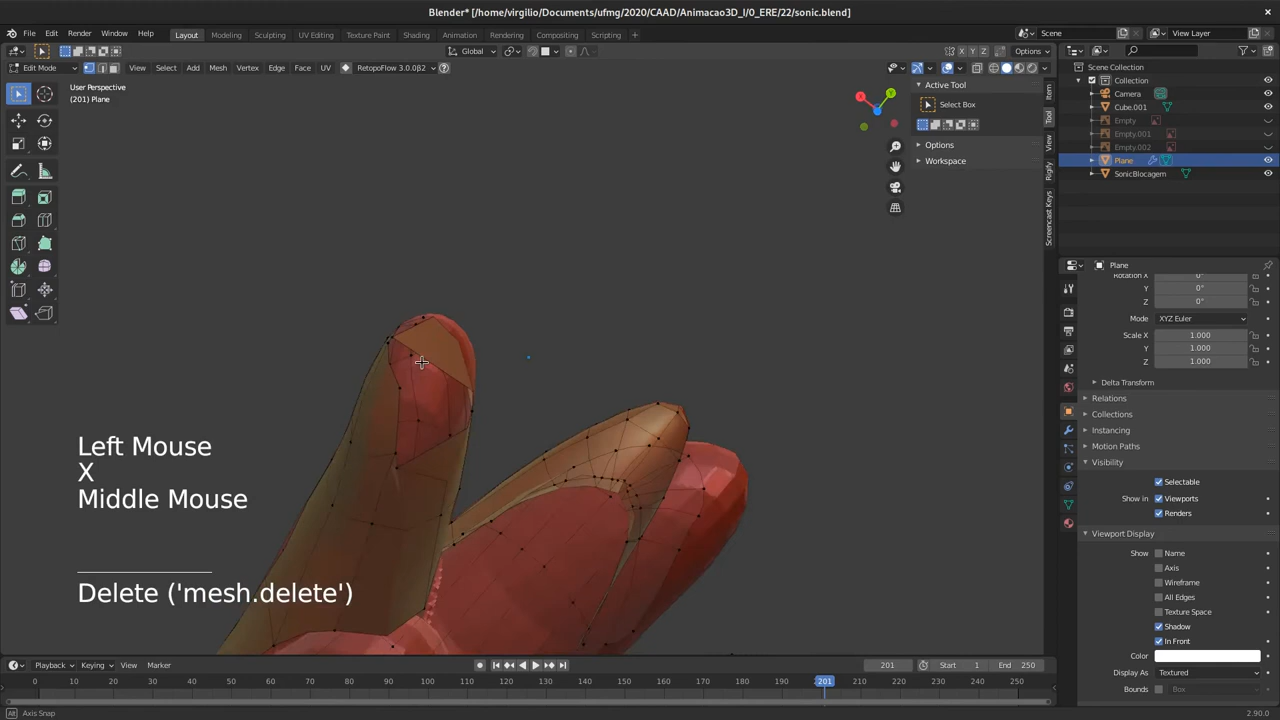 Blender* [/home/virgilio/Documents/ufmg/2020/CAAD/Animacao3D_I/0_ERE/22/sonic.blend]
File Edit Render Window Help Layout Modeling Sculpting UV Editing Texture Paint Shading Animation Rendering Compositing Scripting + Scene View Layer
Global X Y Z Options
Edit Mode View Select Add Mesh Vertex Edge Face UV RetopoFlow 3.0.0β2
User Perspective
(201) Plane
Active Tool
Select Box
Options
Workspace
Item
Tool
View
Rigify
Screencast Keys
Scene Collection
Collection
Camera
Cube.001
Empty
Empty.001
Empty.002
Plane
SonicBlocagem
Plane
Rotation X 0°
Y 0°
Z 0°
Mode XYZ Euler
Scale X 1.000
Y 1.000
Z 1.000
Delta Transform
Relations
Collections
Instancing
Motion Paths
Visibility
Selectable
Show in Viewports
Renders
Viewport Display
Show Name
Axis
Wireframe
All Edges
Texture Space
Shadow
In Front
Color
Display As Textured
Bounds Box
Left Mouse
X
Middle Mouse
Delete ('mesh.delete')
Playback Keying View Marker 201 Start 1 End 250
0 10 20 30 40 50 60 70 80 90 100 110 120 130 140 150 160 170 180 190 201 210 220 230 240 250
Axis Snap 2.90.0